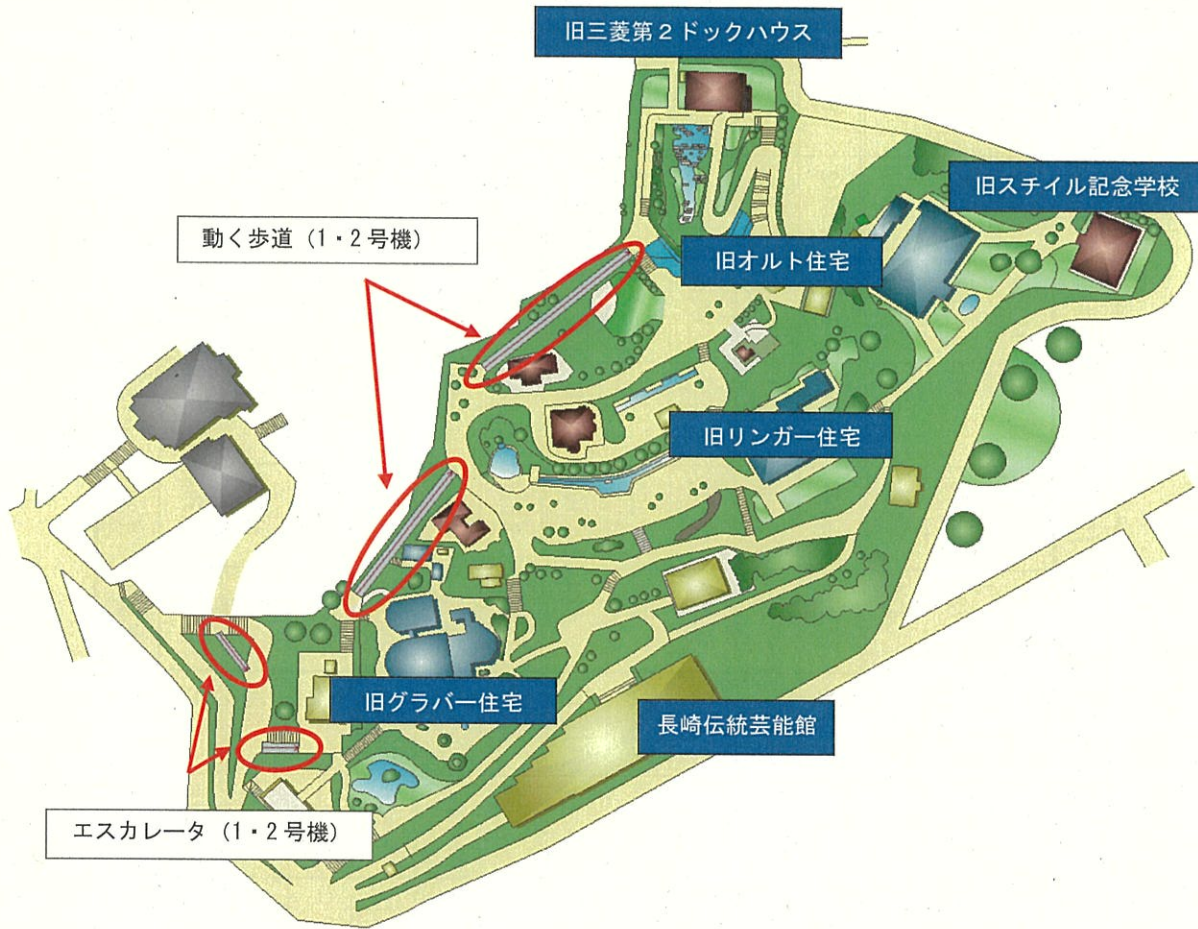 旧三菱第２ドックハウス
旧スチイル記念学校
動く歩道（1・2号機）
旧オルト住宅
旧リンガー住宅
旧グラバー住宅
長崎伝統芸能館
エスカレータ（1・2号機）